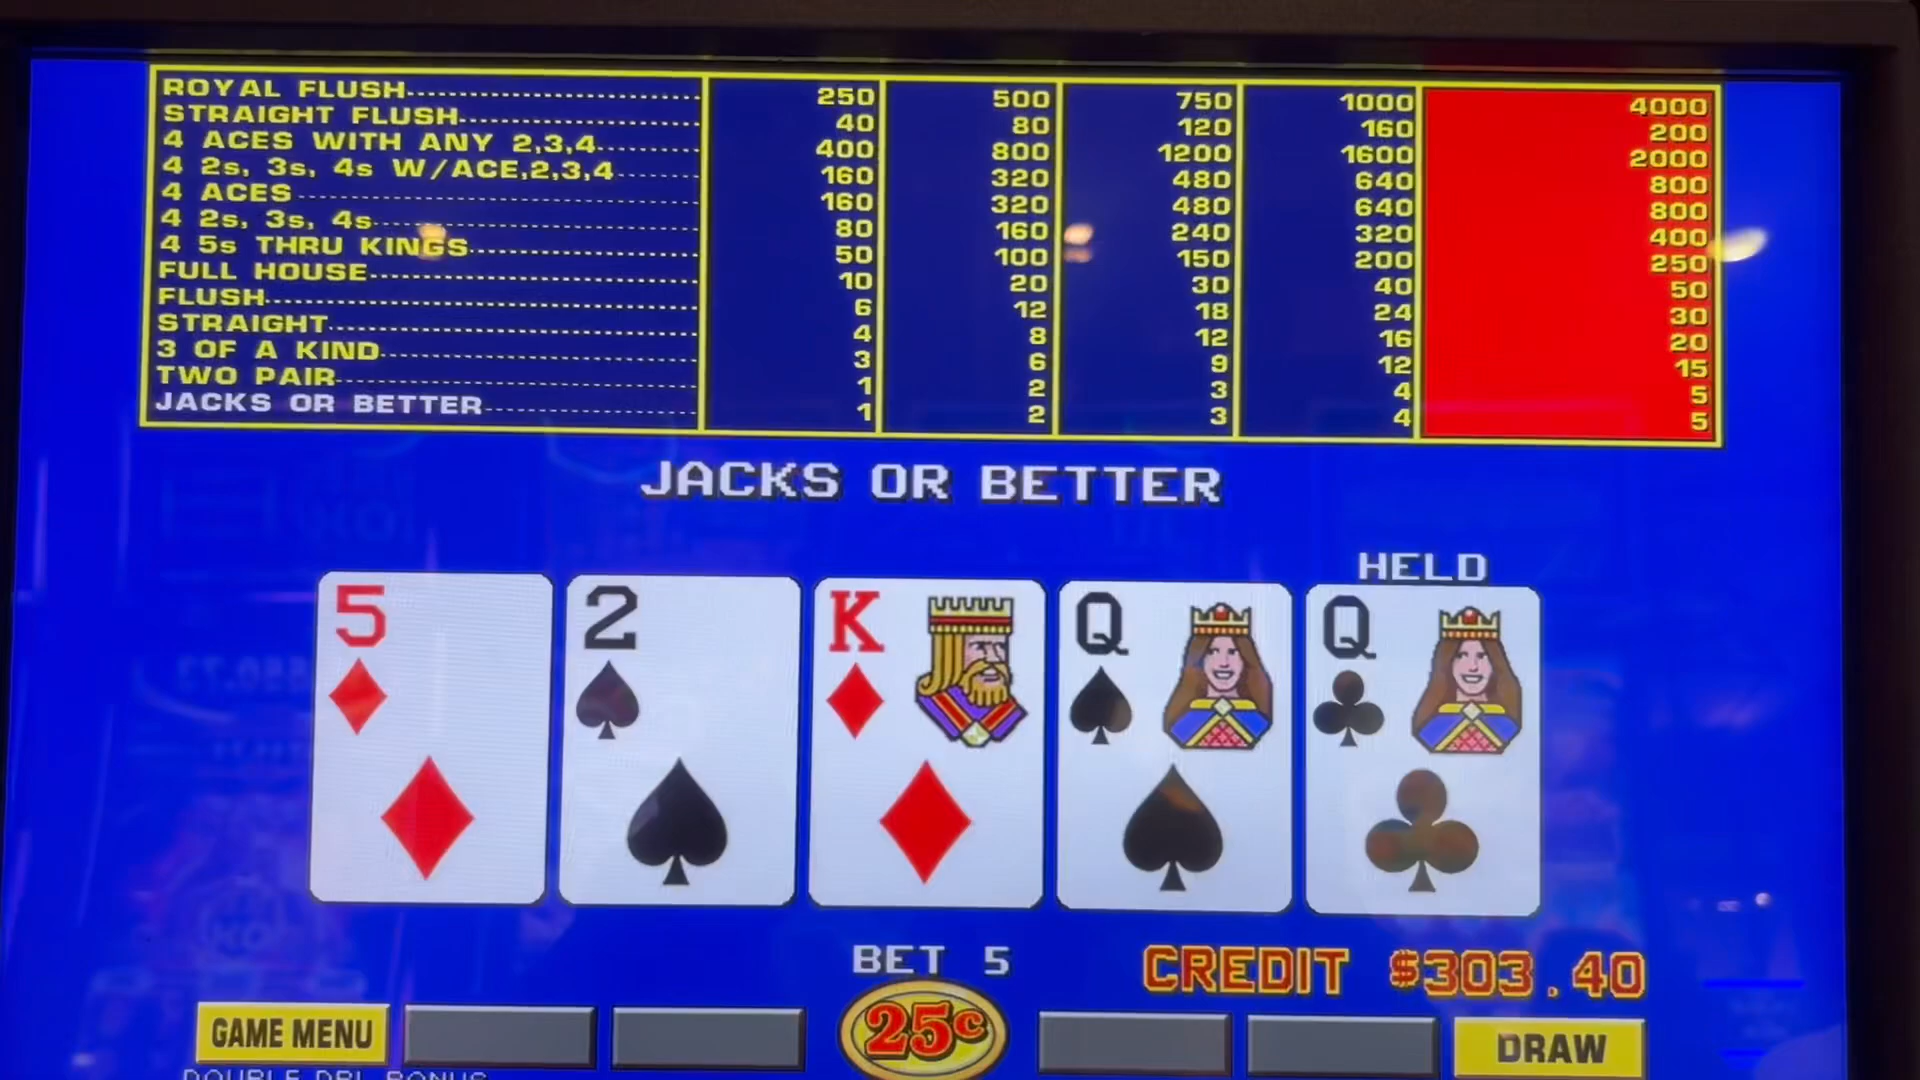 ROYAL FLUSH 250 500 750 1000 4000
STRAIGHT FLUSH 40 80 120 160 200
4 ACES WITH ANY 2,3,4 400 800 1200 1600 2000
4 2s, 3s, 4s W/ACE,2,3,4 160 320 480 640 800
4 ACES 160 320 480 640 800
4 2s, 3s, 4s 80 160 240 320 400
4 5s THRU KINGS 50 100 150 200 250
FULL HOUSE 10 20 30 40 50
FLUSH 6 12 18 24 30
STRAIGHT 4 8 12 16 20
3 OF A KIND 3 6 9 12 15
TWO PAIR 1 2 3 4 5
JACKS OR BETTER 1 2 3 4 5
JACKS OR BETTER
HELD
5 2 K Q Q
BET 5 CREDIT $303.40
GAME MENU 25¢ DRAW
DOUBLE DBL BONUS